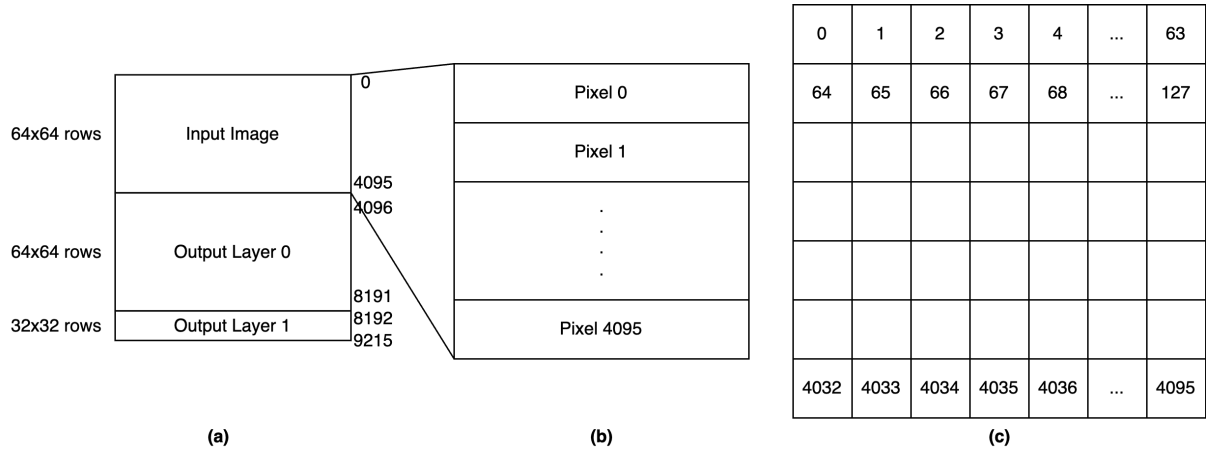 64x64 rows
Input Image
0
4095
64x64 rows
Output Layer 0
4096
8191
32x32 rows
Output Layer 1
8192
9215
(a)
Pixel 0
Pixel 1
.
.
.
.
Pixel 4095
(b)
0 1 2 3 4 ... 63
64 65 66 67 68 ... 127
4032 4033 4034 4035 4036 ... 4095
(c)